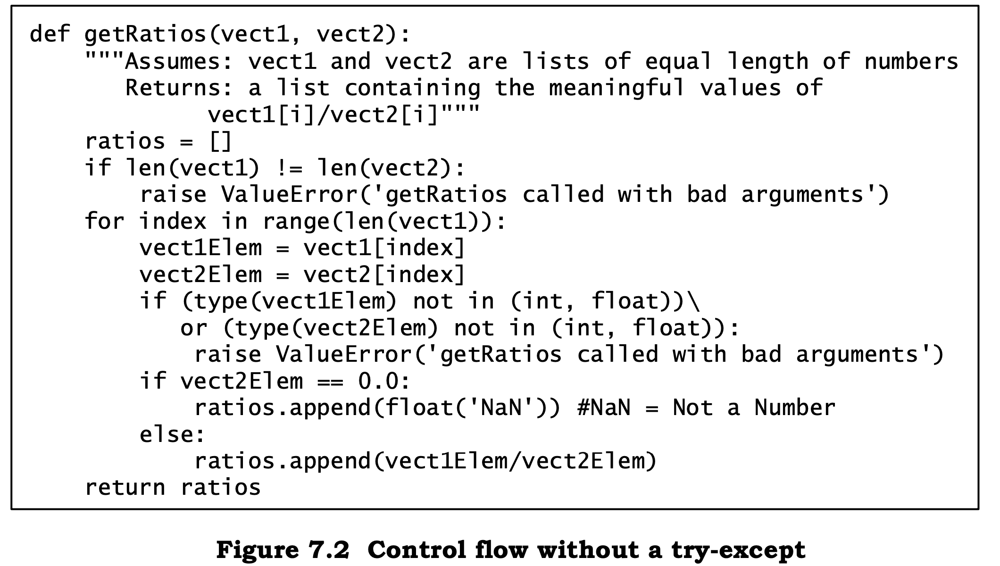 def getRatios(vect1, vect2):
    """Assumes: vect1 and vect2 are lists of equal length of numbers
       Returns: a list containing the meaningful values of
             vect1[i]/vect2[i]"""
    ratios = []
    if len(vect1) != len(vect2):
        raise ValueError('getRatios called with bad arguments')
    for index in range(len(vect1)):
        vect1Elem = vect1[index]
        vect2Elem = vect2[index]
        if (type(vect1Elem) not in (int, float))\
           or (type(vect2Elem) not in (int, float)):
            raise ValueError('getRatios called with bad arguments')
        if vect2Elem == 0.0:
            ratios.append(float('NaN')) #NaN = Not a Number
        else:
            ratios.append(vect1Elem/vect2Elem)
    return ratios
Figure 7.2  Control flow without a try-except